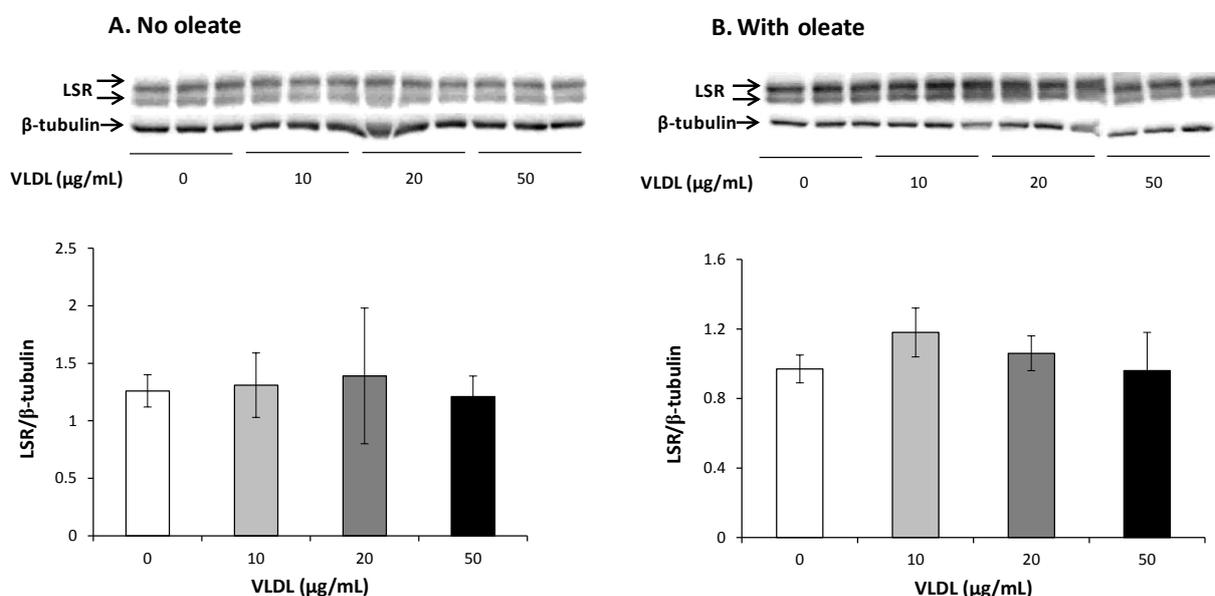 A. No oleate
LSR
β-tubulin
VLDL (µg/mL)
0 10 20 50
2.5
2
1.5
1
0.5
0
LSR/β-tubulin
0 10 20 50
VLDL (µg/mL)
B. With oleate
LSR
β-tubulin
VLDL (µg/mL)
0 10 20 50
1.6
1.2
0.8
0.4
0
LSR/β-tubulin
0 10 20 50
VLDL (µg/mL)